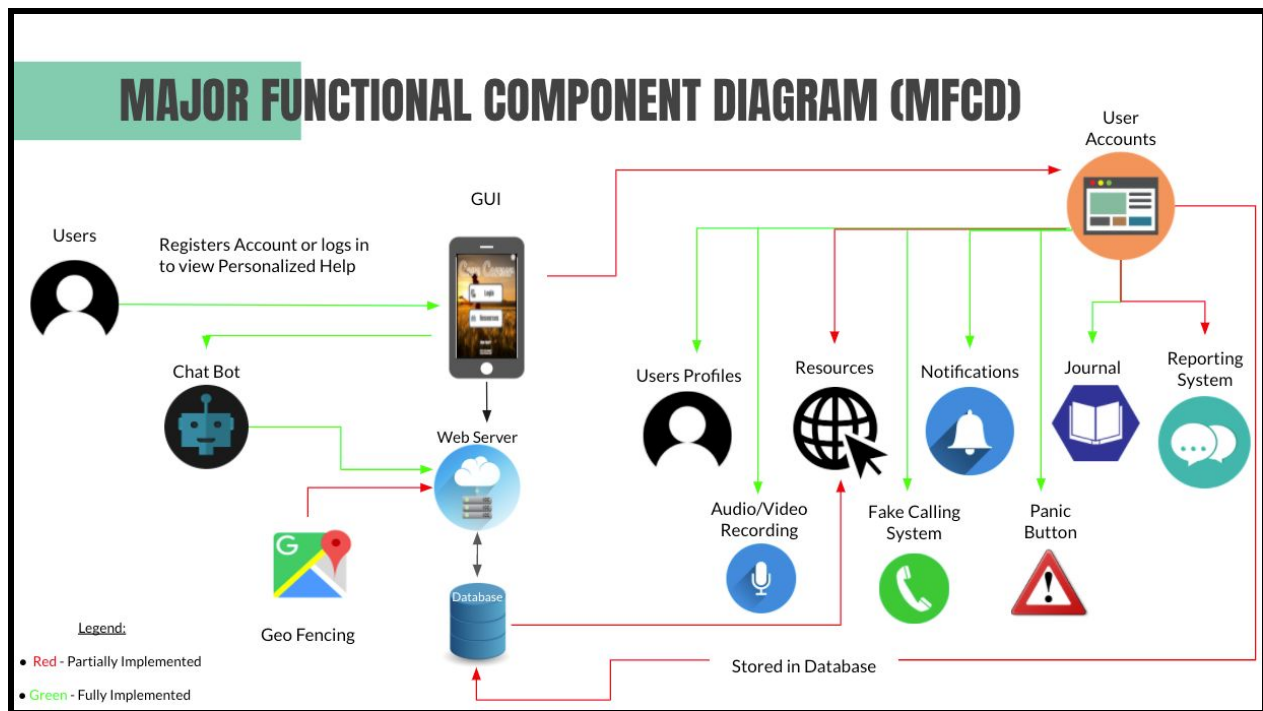 MAJOR FUNCTIONAL COMPONENT DIAGRAM (MFCD)
User
Accounts
GUI
Users
Registers Account or logs in
to view Personalized Help
Login
Resources
Chat Bot
Web Server
Users Profiles
Resources
Notifications
Journal
Reporting
System
Audio/Video
Recording
Fake Calling
System
Panic
Button
G
Database
Geo Fencing
Stored in Database
Legend:
● Red - Partially Implemented
● Green - Fully Implemented